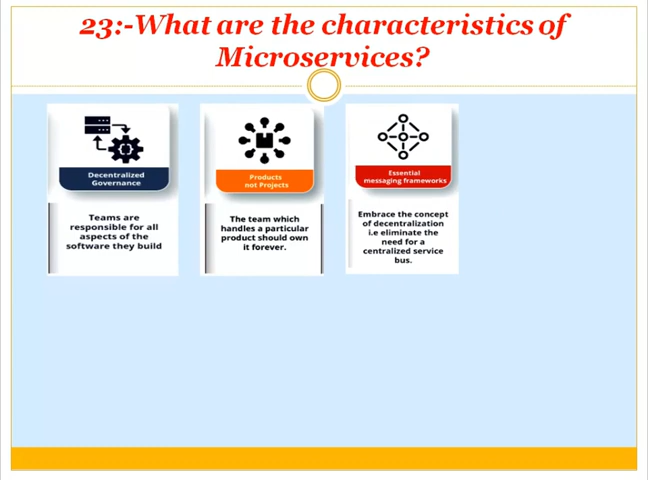 23:-What are the characteristics of
Microservices?
Decentralized
Governance
Teams are
responsible for all
aspects of the
software they build
Products
not Projects
The team which
handles a particular
product should own
it forever.
Essential
messaging frameworks
Embrace the concept
of decentralization
i.e eliminate the
need for a
centralized service
bus.